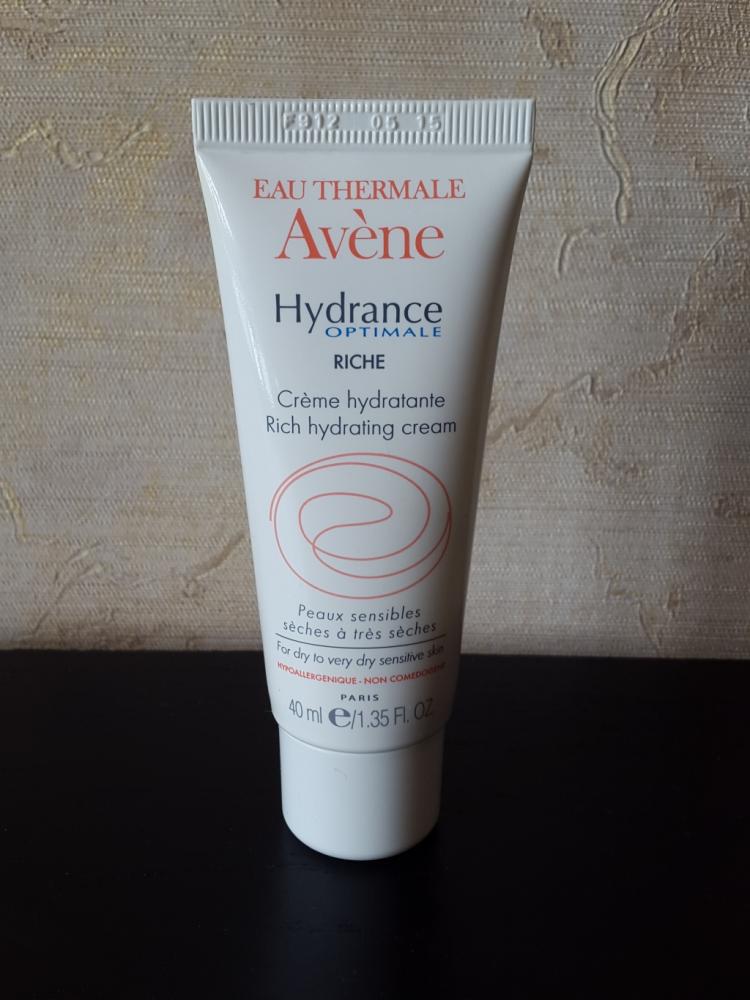 F912 05 15
EAU THERMALE
Avène
Hydrance
OPTIMALE
RICHE
Crème hydratante
Rich hydrating cream
Peaux sensibles
sèches à très sèches
For dry to very dry sensitive skin
HYPOALLERGENIQUE - NON
PARIS
40 ml e/1.35 Fl. OZ